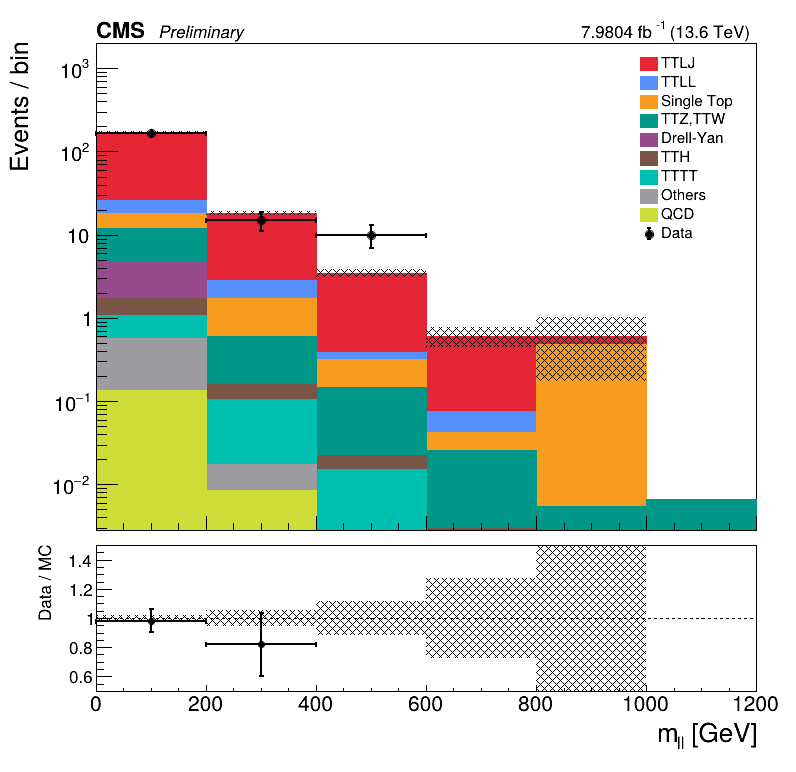 CMS Preliminary 7.9804 fb⁻¹ (13.6 TeV)
Events / bin
10³
10²
10
1
10⁻¹
10⁻²
TTLJ
TTLL
Single Top
TTZ,TTW
Drell-Yan
TTH
TTTT
Others
QCD
Data
Data / MC
1.4
1.2
1
0.8
0.6
0 200 400 600 800 1000 1200
m_ll [GeV]